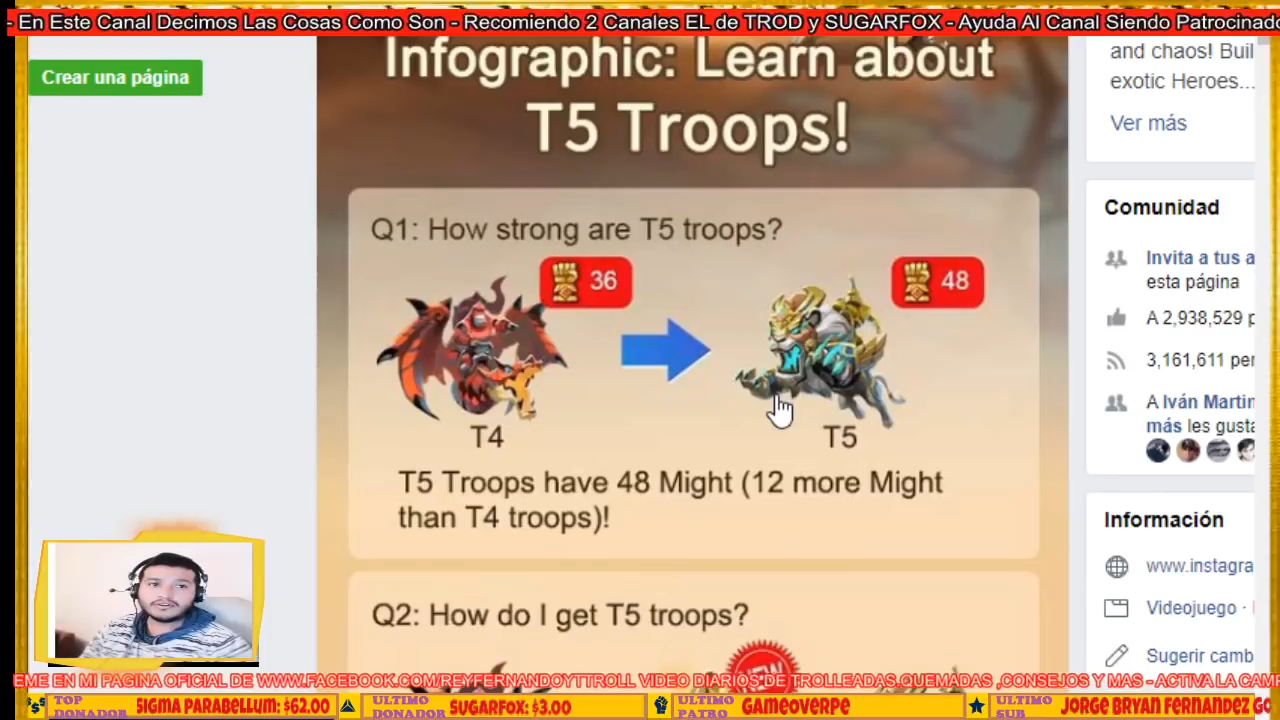 - En Este Canal Decimos Las Cosas Como Son - Recomiendo 2 Canales EL de TROD y SUGARFOX - Ayuda Al Canal Siendo Patrocinado
Crear una página
Infographic: Learn about
T5 Troops!
Q1: How strong are T5 troops?
36
48
T4
T5
T5 Troops have 48 Might (12 more Might
than T4 troops)!
Q2: How do I get T5 troops?
NEW
and chaos! Buil
exotic Heroes...
Ver más
Comunidad
Invita a tus a
esta página
A 2,938,529 p
3,161,611 per
A Iván Martin
más les gusta
Información
www.instagra
Videojuego ·
Sugerir camb
EME EN MI PAGINA OFICIAL DE WWW.FACEBOOK.COM/REYFERNANDOYTTROLL VIDEO DIARIOS DE TROLLEADAS,QUEMADAS ,CONSEJOS Y MAS - ACTIVA LA CAM
TOP DONADOR
SIGMA PARABELLUM: $62.00
ULTIMO DONADOR
SUGARFOX: $3.00
ULTIMO PATRO
GAMEOVERPE
ULTIMO SUB
JORGE BRYAN FERNANDEZ GO